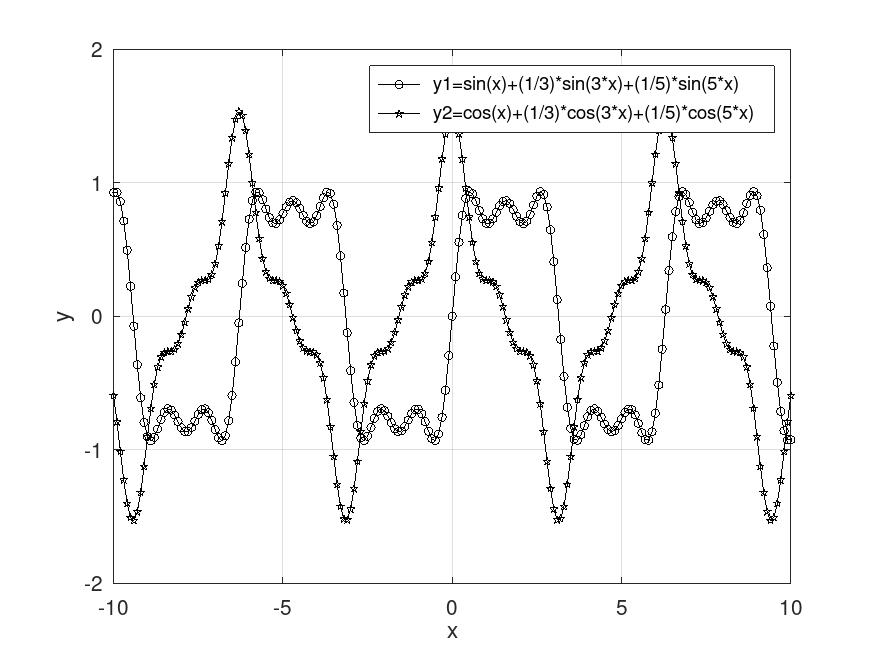 2
y1=sin(x)+(1/3)*sin(3*x)+(1/5)*sin(5*x)
y2=cos(x)+(1/3)*cos(3*x)+(1/5)*cos(5*x)
1
y
0
-1
-2
-10 -5 0 5 10
x